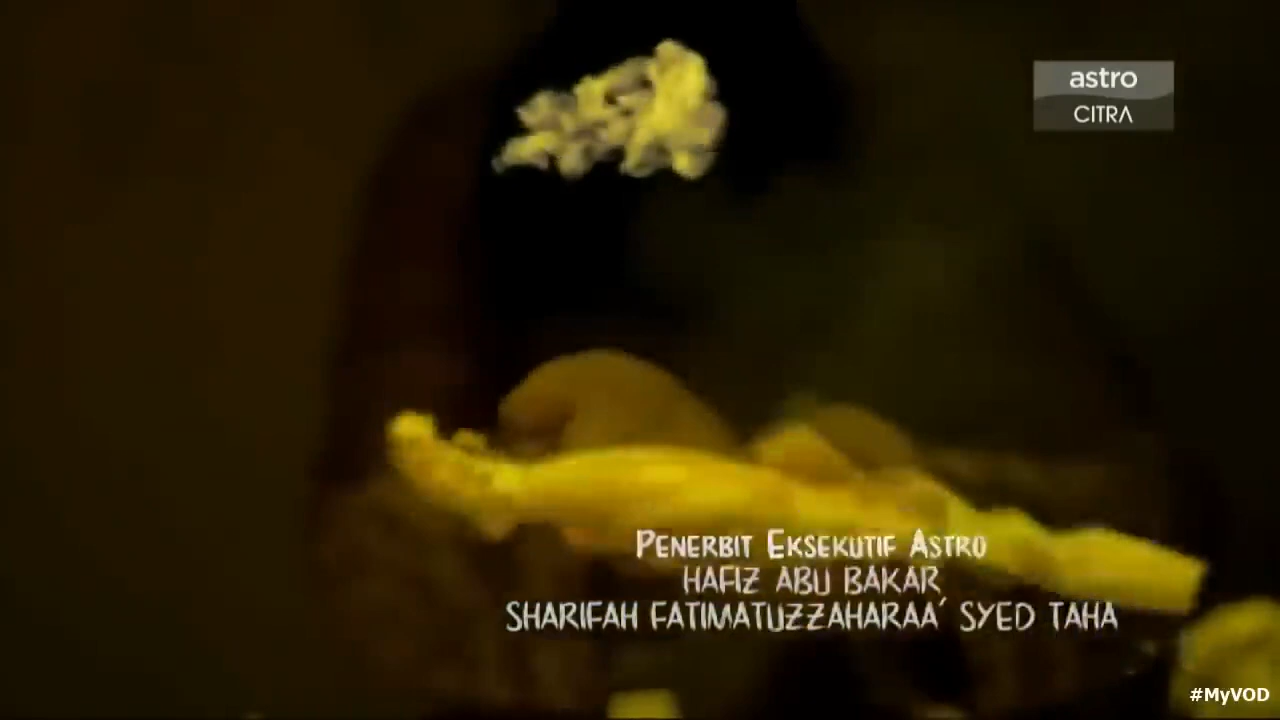 astro
CITRA
PENERBIT EKSEKUTIF ASTRO
HAFIZ ABU BAKAR
SHARIFAH FATIMATUZZAHARAA' SYED TAHA
#MyVOD